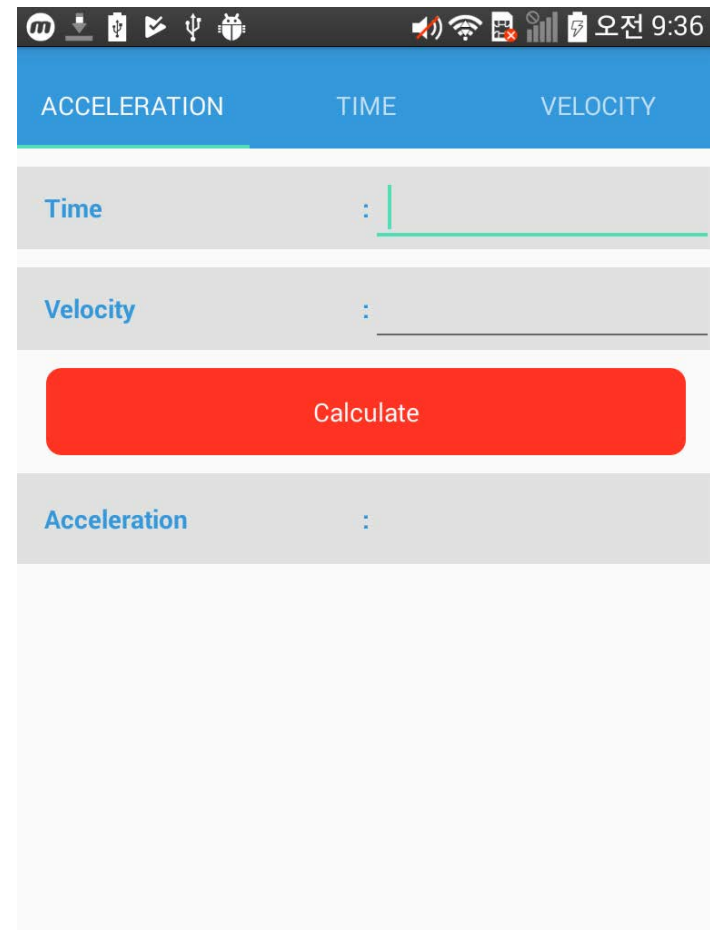 오전 9:36
ACCELERATION TIME VELOCITY
Time :
Velocity :
Calculate
Acceleration :